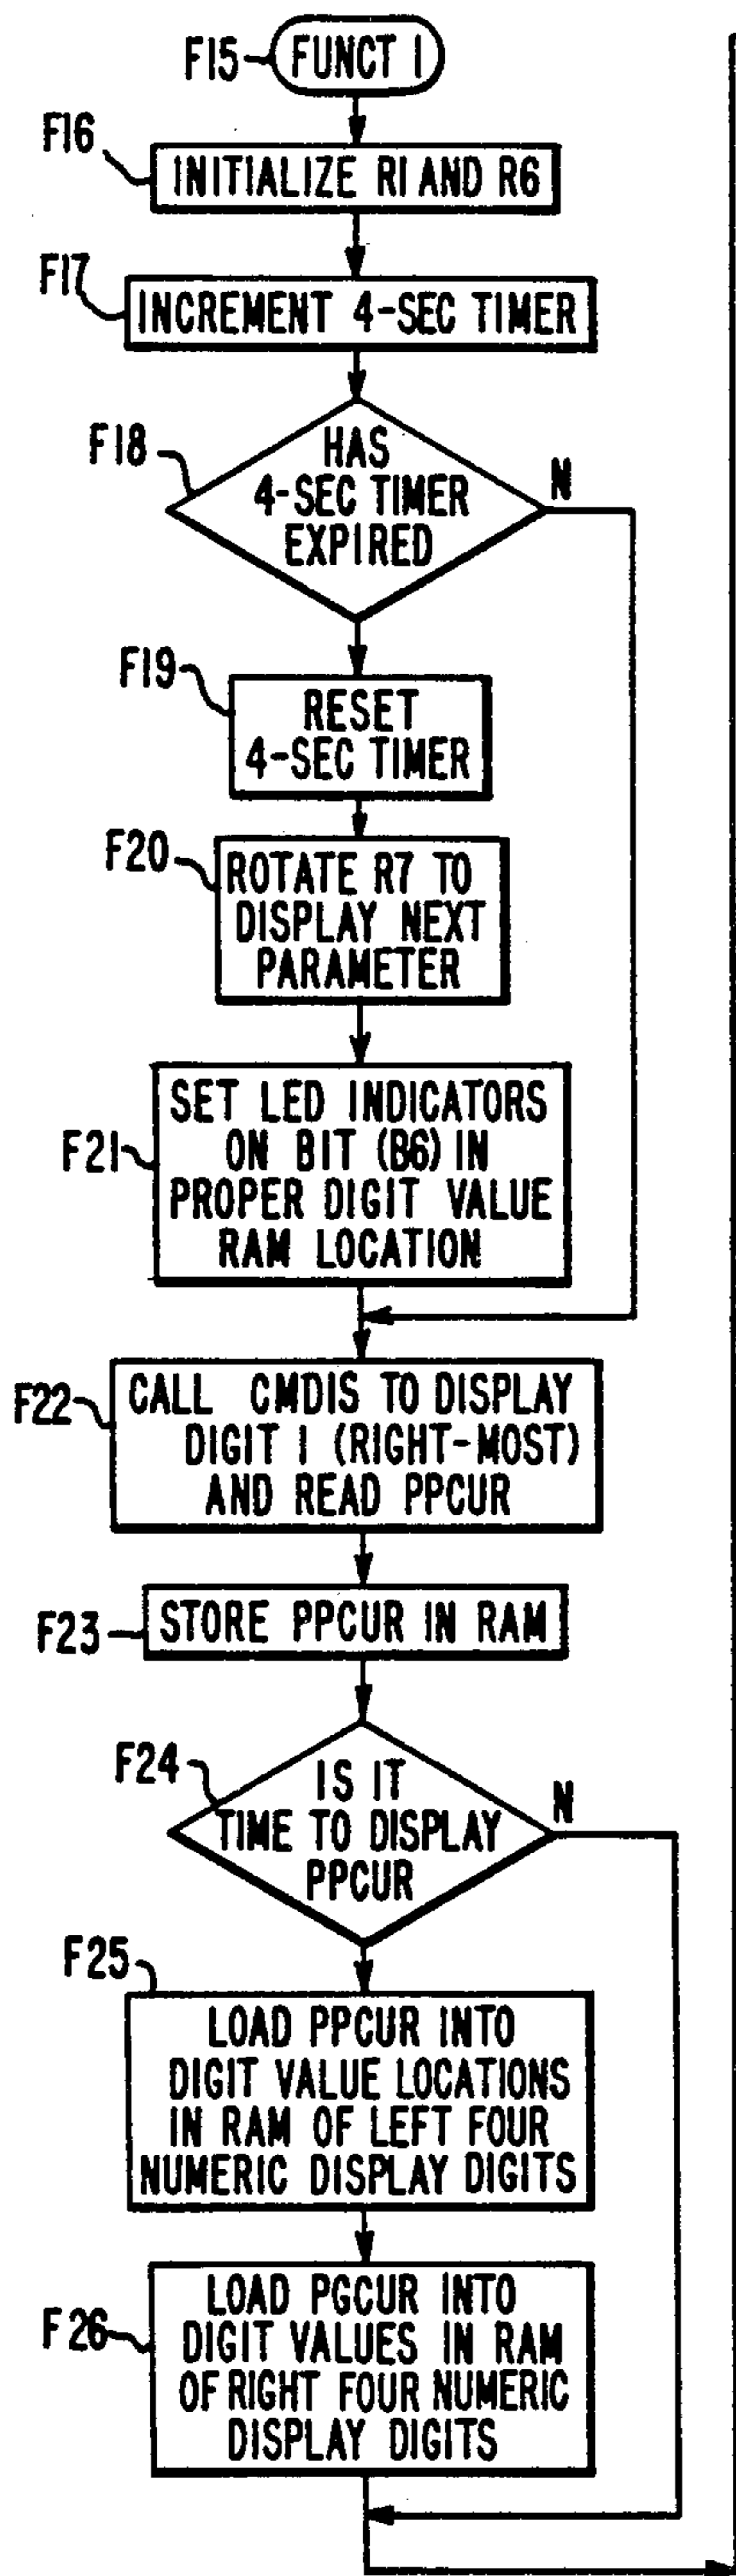 F15
FUNCT 1
F16
INITIALIZE R1 AND R6
F17
INCREMENT 4-SEC TIMER
F18
HAS
4-SEC TIMER
EXPIRED
N
F19
RESET
4-SEC TIMER
F20
ROTATE R7 TO
DISPLAY NEXT
PARAMETER
F21
SET LED INDICATORS
ON BIT (B6) IN
PROPER DIGIT VALUE
RAM LOCATION
F22
CALL CMDIS TO DISPLAY
DIGIT 1 (RIGHT-MOST)
AND READ PPCUR
F23
STORE PPCUR IN RAM
F24
IS IT
TIME TO DISPLAY
PPCUR
N
F25
LOAD PPCUR INTO
DIGIT VALUE LOCATIONS
IN RAM OF LEFT FOUR
NUMERIC DISPLAY DIGITS
F26
LOAD PGCUR INTO
DIGIT VALUES IN RAM
OF RIGHT FOUR NUMERIC
DISPLAY DIGITS